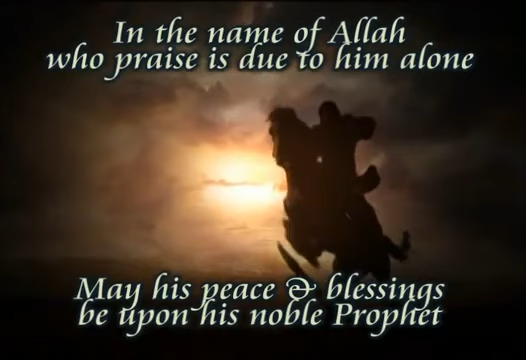 In the name of Allah
who praise is due to him alone
May his peace & blessings
be upon his noble Prophet